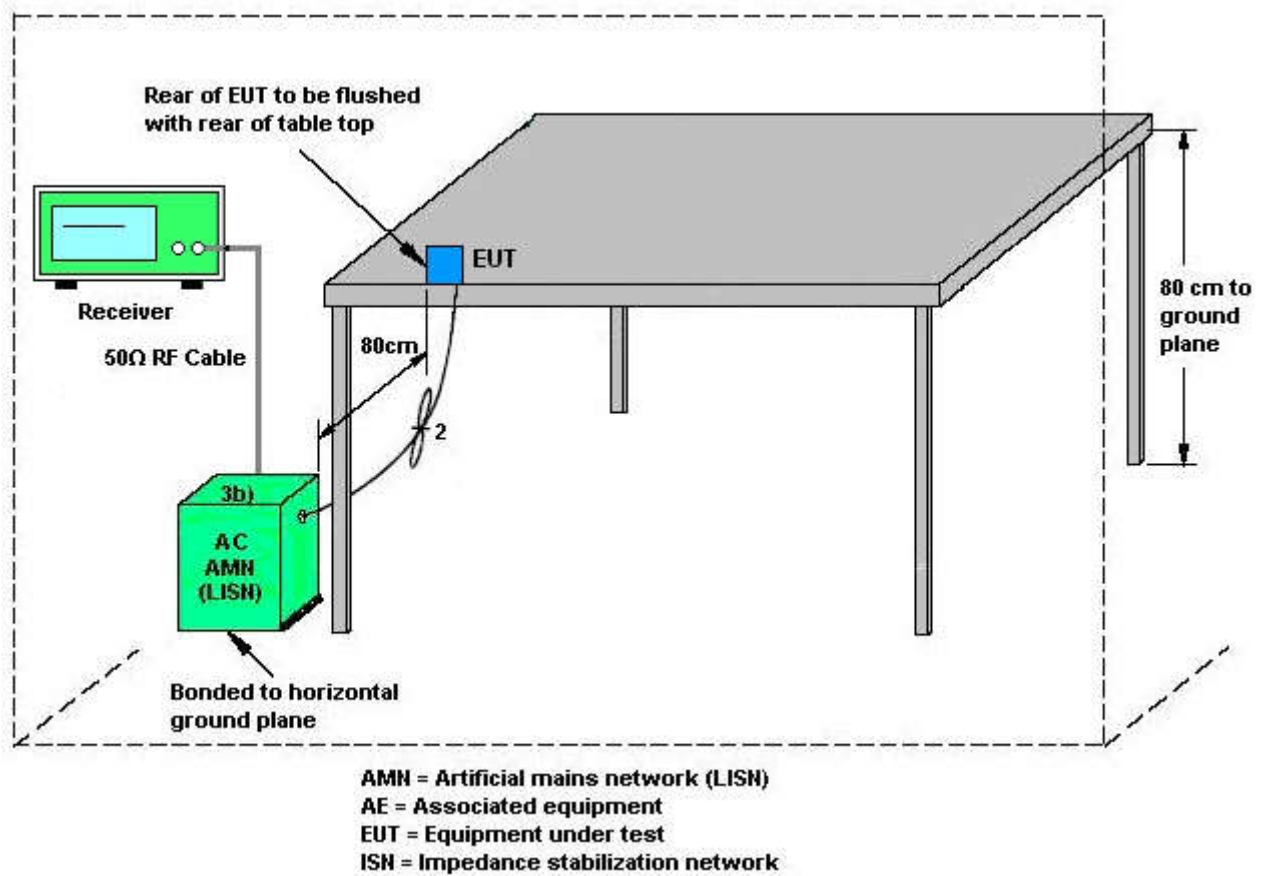 Rear of EUT to be flushed
with rear of table top
EUT
Receiver
50Ω RF Cable
80cm
80 cm to
ground
plane
2
3b)
AC
AMN
(LISN)
Bonded to horizontal
ground plane
AMN = Artificial mains network (LISN)
AE = Associated equipment
EUT = Equipment under test
ISN = Impedance stabilization network